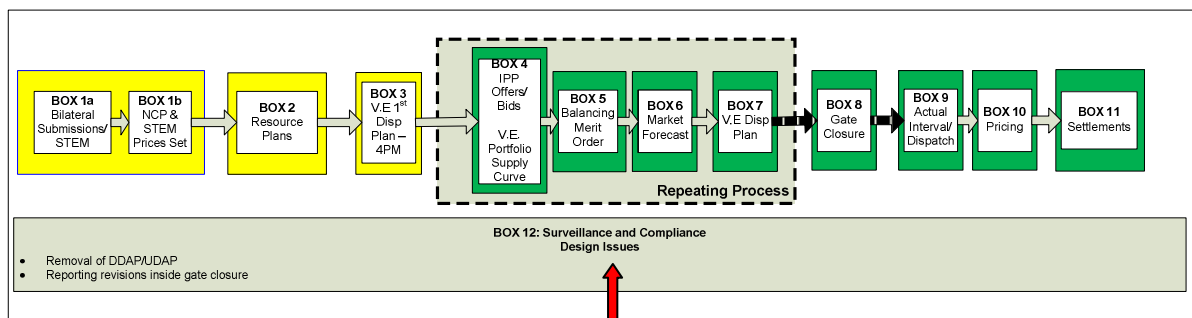 BOX 1a
Bilateral
Submissions/
STEM
BOX 1b
NCP &
STEM
Prices Set
BOX 2
Resource
Plans
BOX 3
V.E 1st
Disp
Plan –
4PM
BOX 4
IPP
Offers/
Bids
V.E.
Portfolio
Supply
Curve
BOX 5
Balancing
Merit
Order
BOX 6
Market
Forecast
BOX 7
V.E Disp
Plan
Repeating Process
BOX 8
Gate
Closure
BOX 9
Actual
Interval/
Dispatch
BOX 10
Pricing
BOX 11
Settlements
BOX 12: Surveillance and Compliance
Design Issues
• Removal of DDAP/UDAP
• Reporting revisions inside gate closure